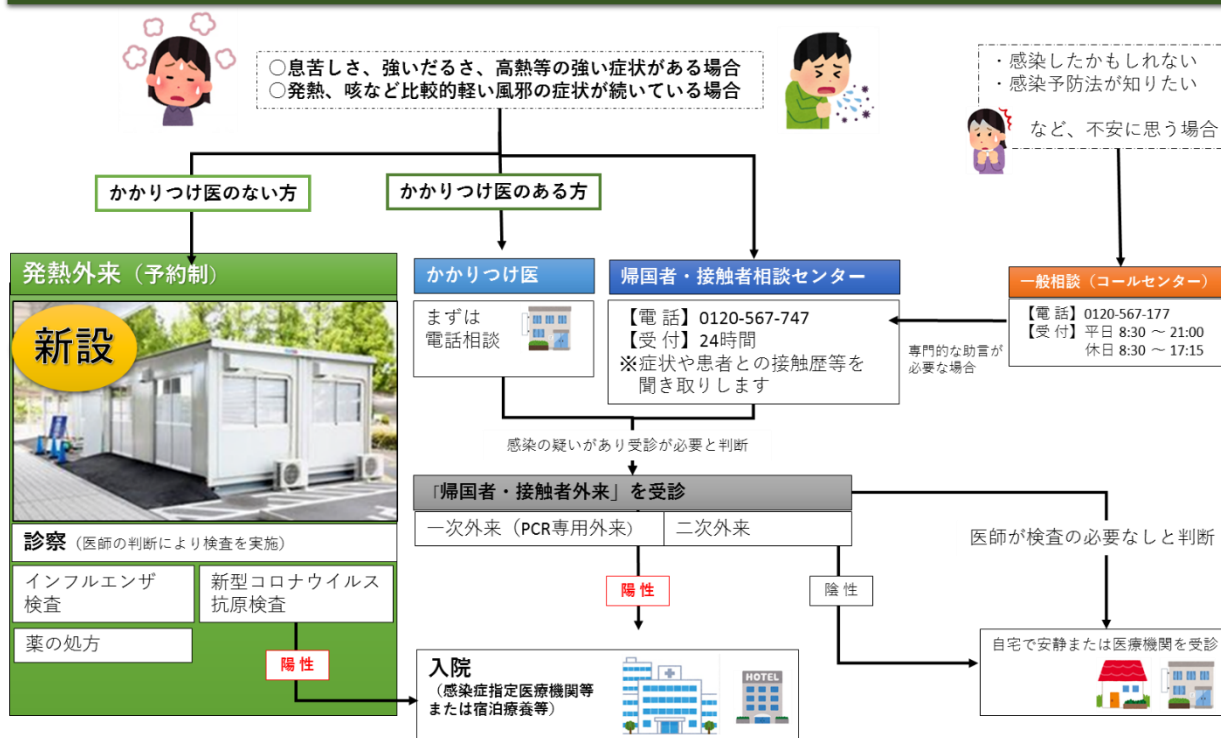 ○息苦しさ、強いだるさ、高熱等の強い症状がある場合
○発熱、咳など比較的軽い風邪の症状が続いている場合
・感染したかもしれない
・感染予防法が知りたい
など、不安に思う場合
かかりつけ医のない方
かかりつけ医のある方
発熱外来（予約制）
新設
診察（医師の判断により検査を実施）
インフルエンザ
検査
新型コロナウイルス
抗原検査
薬の処方
陽性
かかりつけ医
まずは
電話相談
帰国者・接触者相談センター
【電 話】0120-567-747
【受 付】24時間
※症状や患者との接触歴等を
聞き取りします
一般相談（コールセンター）
【電 話】0120-567-177
【受 付】平日 8:30 ～ 21:00
休日 8:30 ～ 17:15
専門的な助言が
必要な場合
感染の疑いがあり受診が必要と判断
「帰国者・接触者外来」を受診
一次外来（PCR専用外来）
二次外来
陽性
陰性
医師が検査の必要なしと判断
入院
（感染症指定医療機関等
または宿泊療養等）
HOTEL
自宅で安静または医療機関を受診